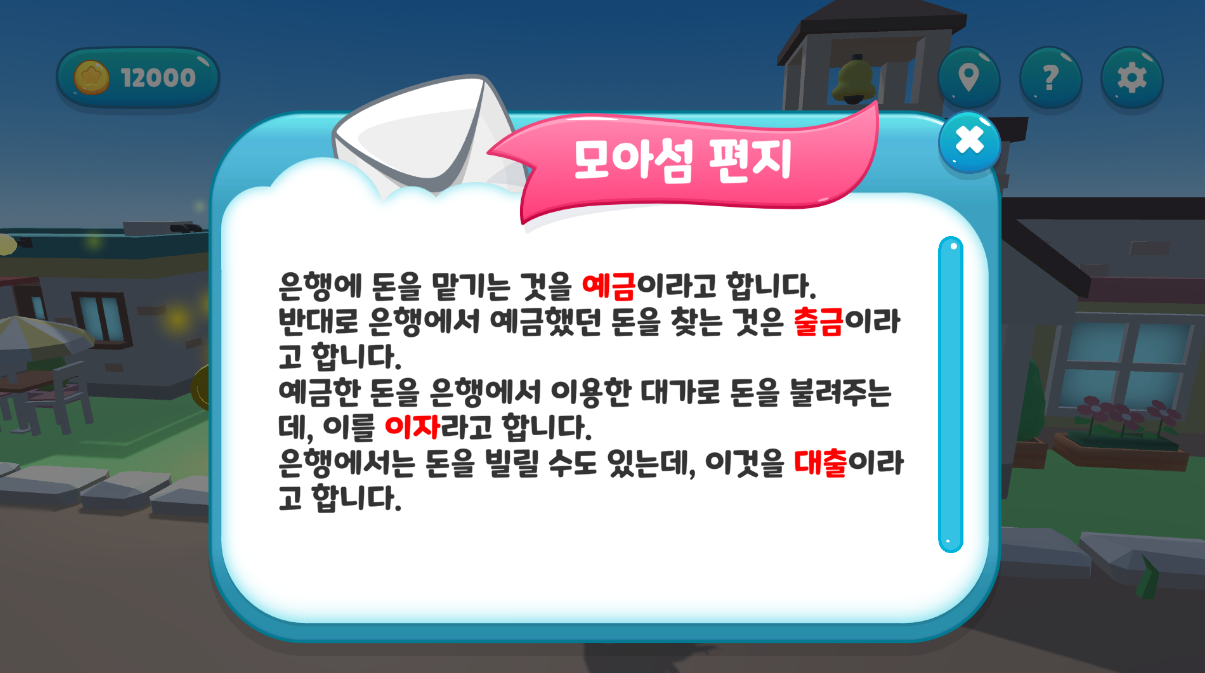 12000
?
모아섬 편지
은행에 돈을 맡기는 것을 예금이라고 합니다.
반대로 은행에서 예금했던 돈을 찾는 것은 출금이라
고 합니다.
예금한 돈을 은행에서 이용한 대가로 돈을 불려주는
데, 이를 이자라고 합니다.
은행에서는 돈을 빌릴 수도 있는데, 이것을 대출이라
고 합니다.